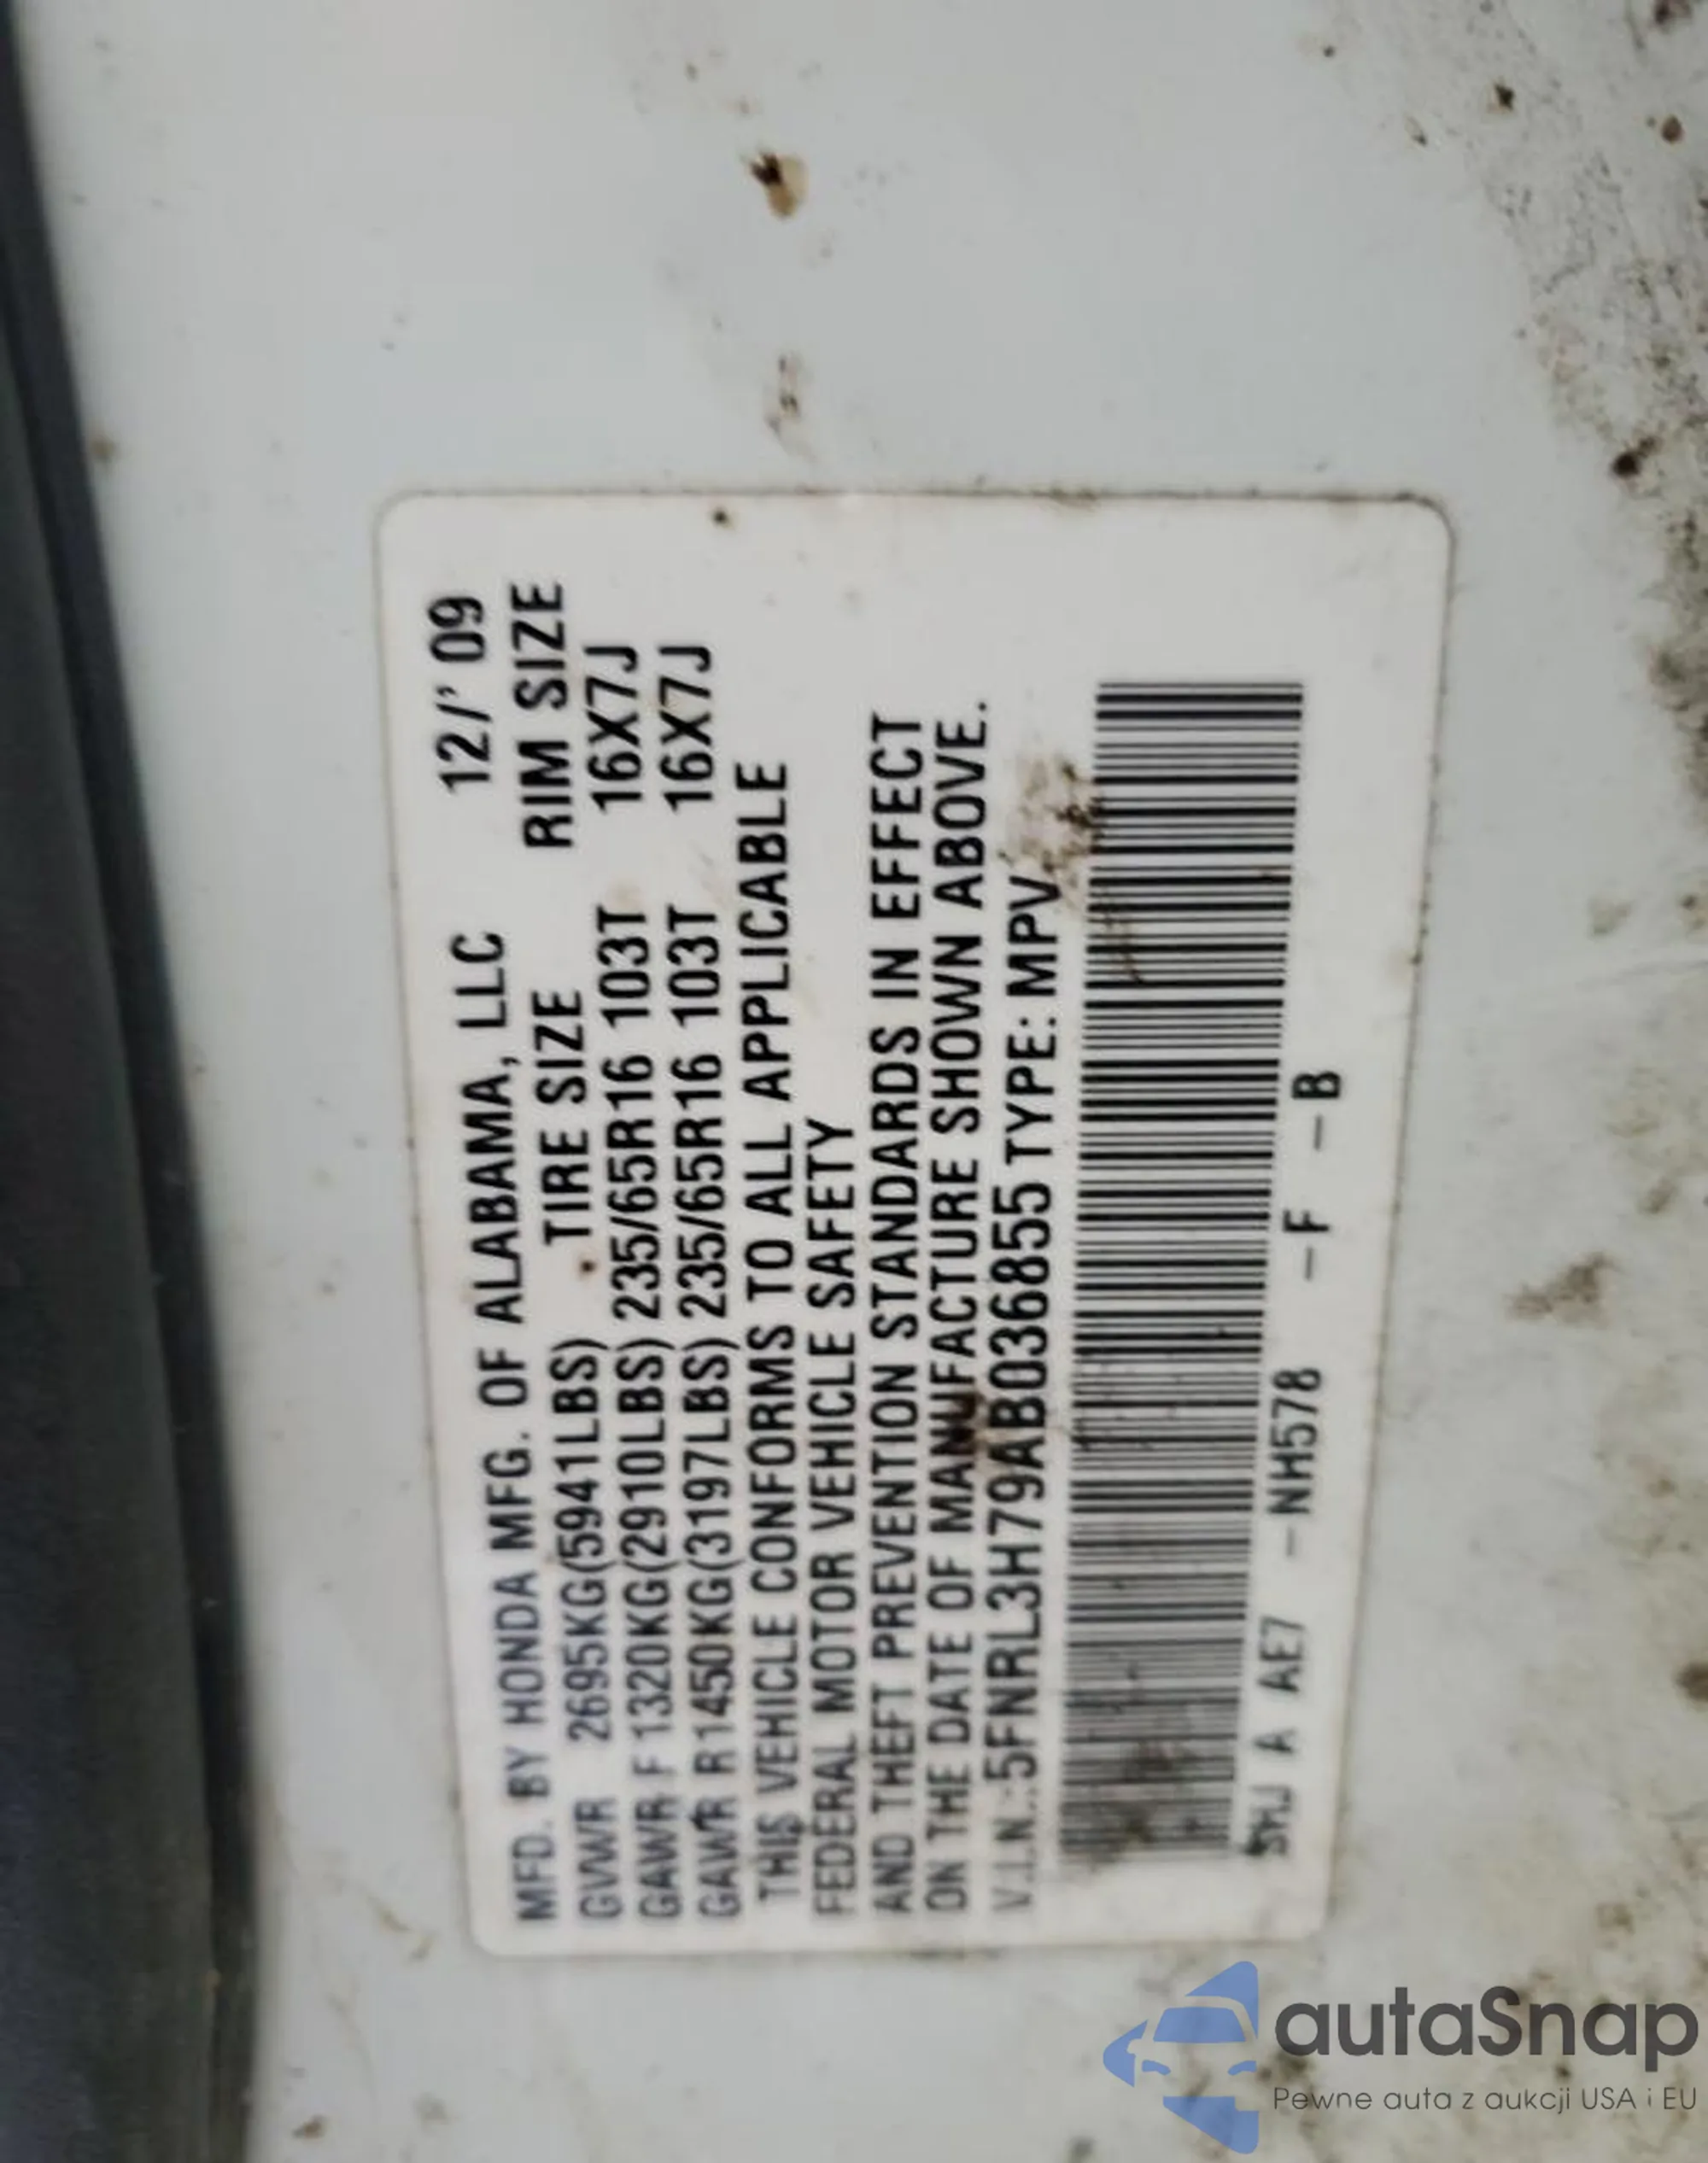 MFD. BY HONDA MFG. OF ALABAMA, LLC 12/' 09
TIRE SIZE RIM SIZE
GVWR 2695KG(5941LBS)
GAWR F 1320KG(2910LBS) 235/65R16 103T 16X7J
GAWR R1450KG(3197LBS) 235/65R16 103T 16X7J
THIS VEHICLE CONFORMS TO ALL APPLICABLE
FEDERAL MOTOR VEHICLE SAFETY
AND THEFT PREVENTION STANDARDS IN EFFECT
ON THE DATE OF MANUFACTURE SHOWN ABOVE.
V.I.N.:5FNRL3H79AB036855 TYPE: MPV
SHJ A AE7 -NH578 -F -B
autaSnap
Pewne auta z aukcji USA i EU